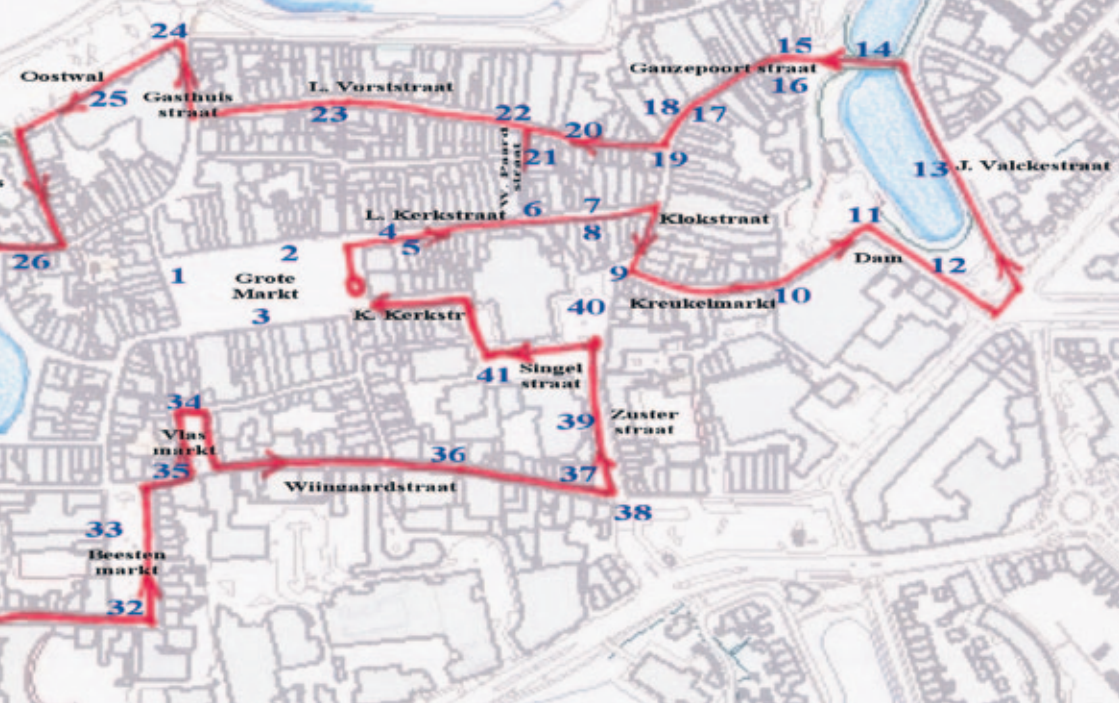 24
15
14
Oostwal
Ganzepoort straat
25
Gasthuis
straat
L. Vorststraat
16
23
22
18
17
20
19
21
W. Paard
straat
13
J. Valckestraat
6
7
L. Kerkstraat
4
5
8
Klokstraat
11
26
1
2
Grote
Markt
3
9
40
Kreukelmarkt
10
Dam
12
K. Kerkstr
41
Singel
straat
34
Vlas
markt
35
39
Zuster
straat
36
37
Wijngaardstraat
38
33
Beesten
markt
32